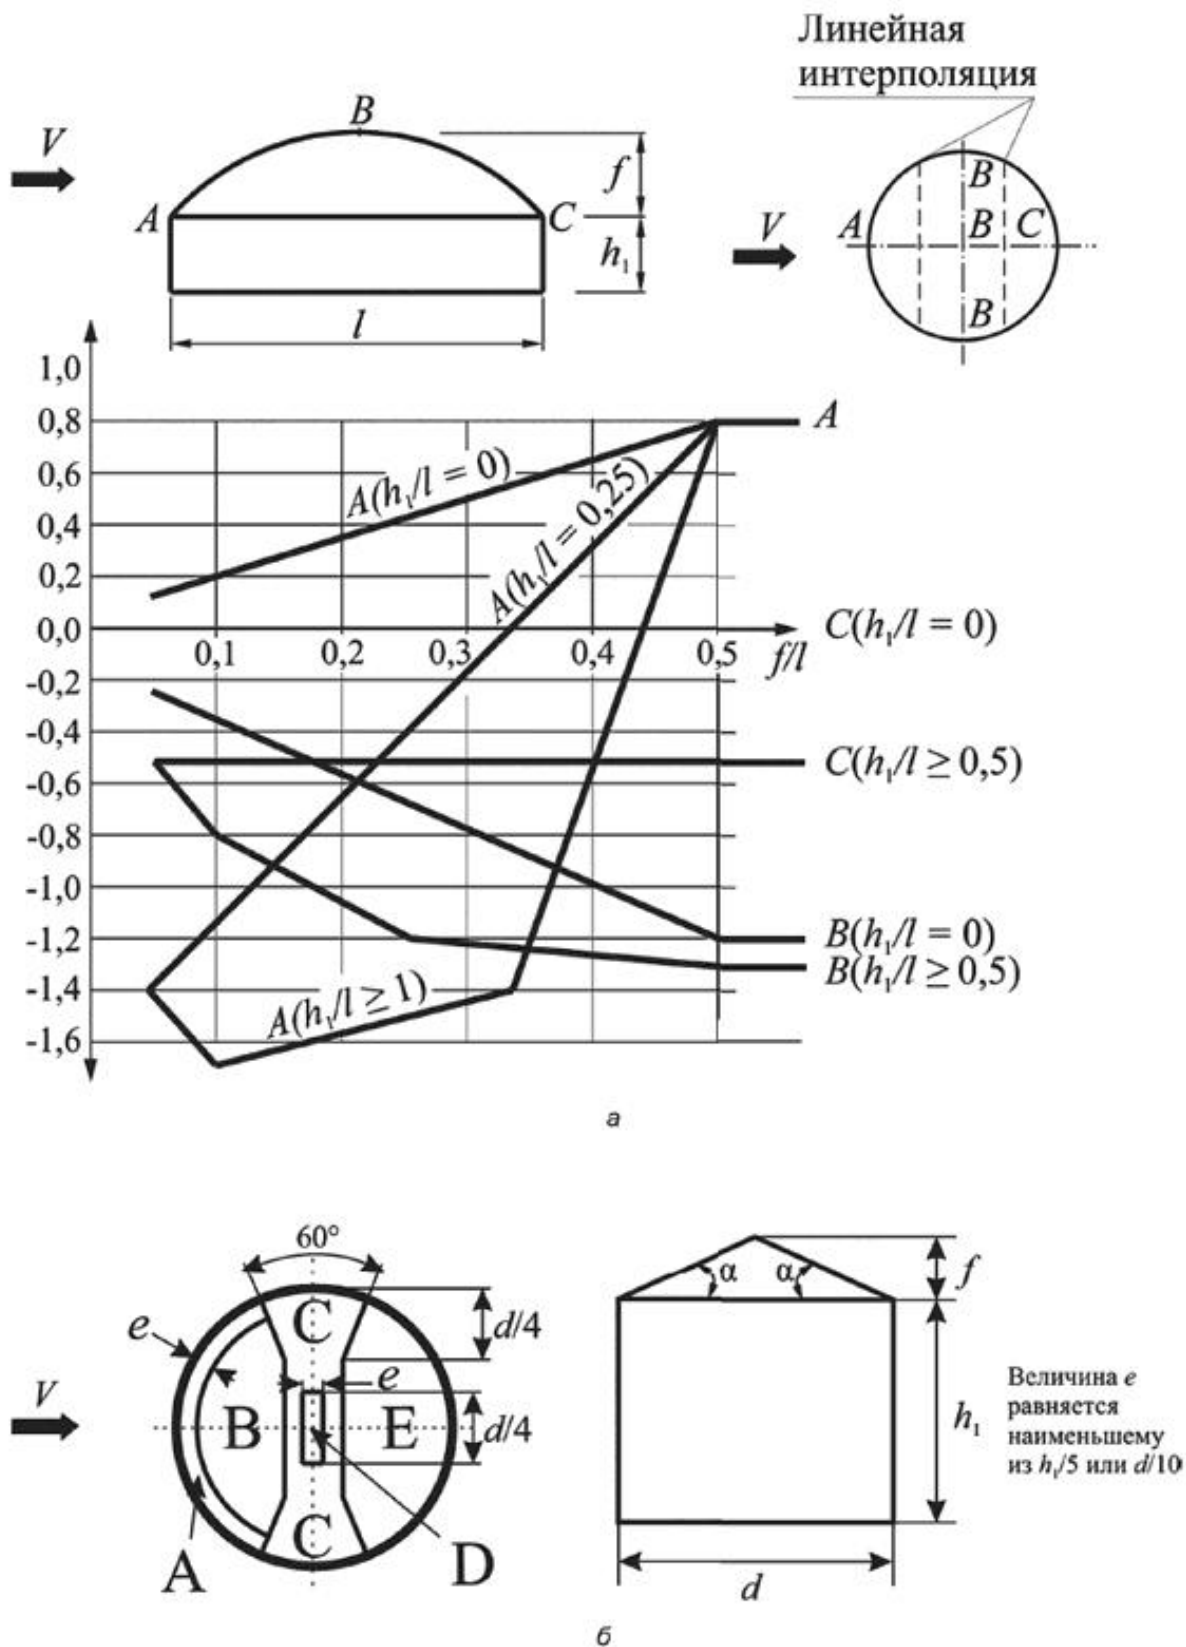 Линейная
интерполяция
V
B
f
A
C
h₁
l
V
A
B
B
C
B
1,0
0,8
0,6
0,4
0,2
0,0
-0,2
-0,4
-0,6
-0,8
-1,0
-1,2
-1,4
-1,6
0,1
0,2
0,3
0,4
0,5
f/l
A(h₁/l = 0)
A(h₁/l = 0,25)
A(h₁/l ≥ 1)
A
C(h₁/l = 0)
C(h₁/l ≥ 0,5)
B(h₁/l = 0)
B(h₁/l ≥ 0,5)
а
60°
C
d/4
e
e
V
B
E
d/4
C
A
D
α
α
f
h₁
d
Величина e
равняется
наименьшему
из h₁/5 или d/10
б